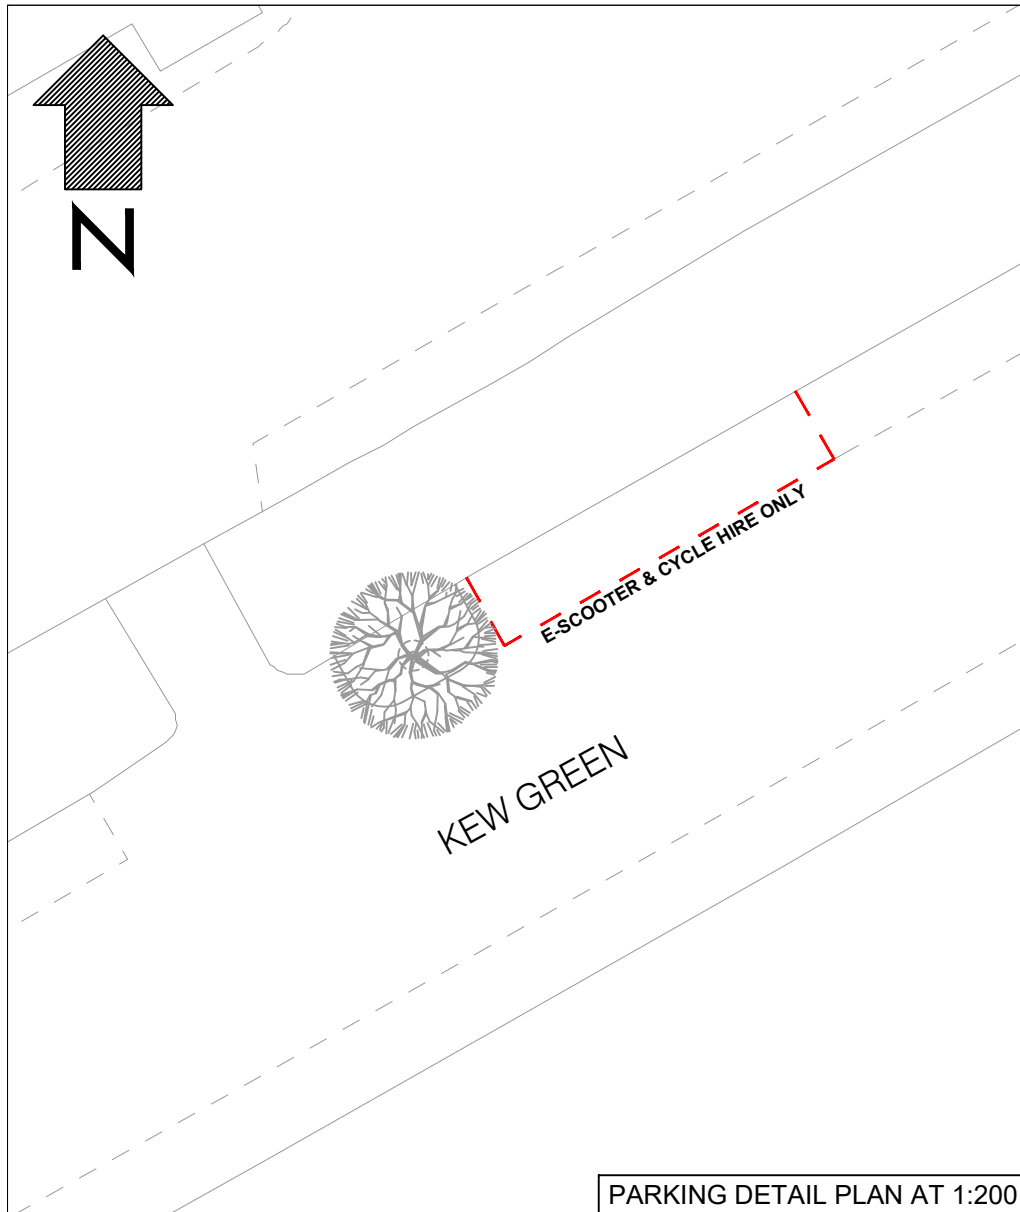 N
E-SCOOTER & CYCLE HIRE ONLY
KEW GREEN
PARKING DETAIL PLAN AT 1:200